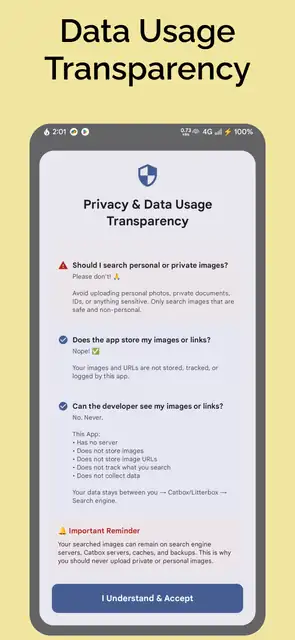 Data Usage
Transparency
2:01
0.73
KB/s
4G
100%
Privacy & Data Usage
Transparency
Should I search personal or private images?
Please don't! 🙏
Avoid uploading personal photos, private documents,
IDs, or anything sensitive. Only search images that are
safe and non-personal.
Does the app store my images or links?
Nope! ✅
Your images and URLs are not stored, tracked, or
logged by this app.
Can the developer see my images or links?
No. Never.
This App:
• Has no server
• Does not store images
• Does not store image URLs
• Does not track what you search
• Does not collect data
Your data stays between you → Catbox/Litterbox →
Search engine.
🔔 Important Reminder
Your searched images can remain on search engine
servers, Catbox servers, caches, and backups. This is why
you should never upload private or personal images.
I Understand & Accept